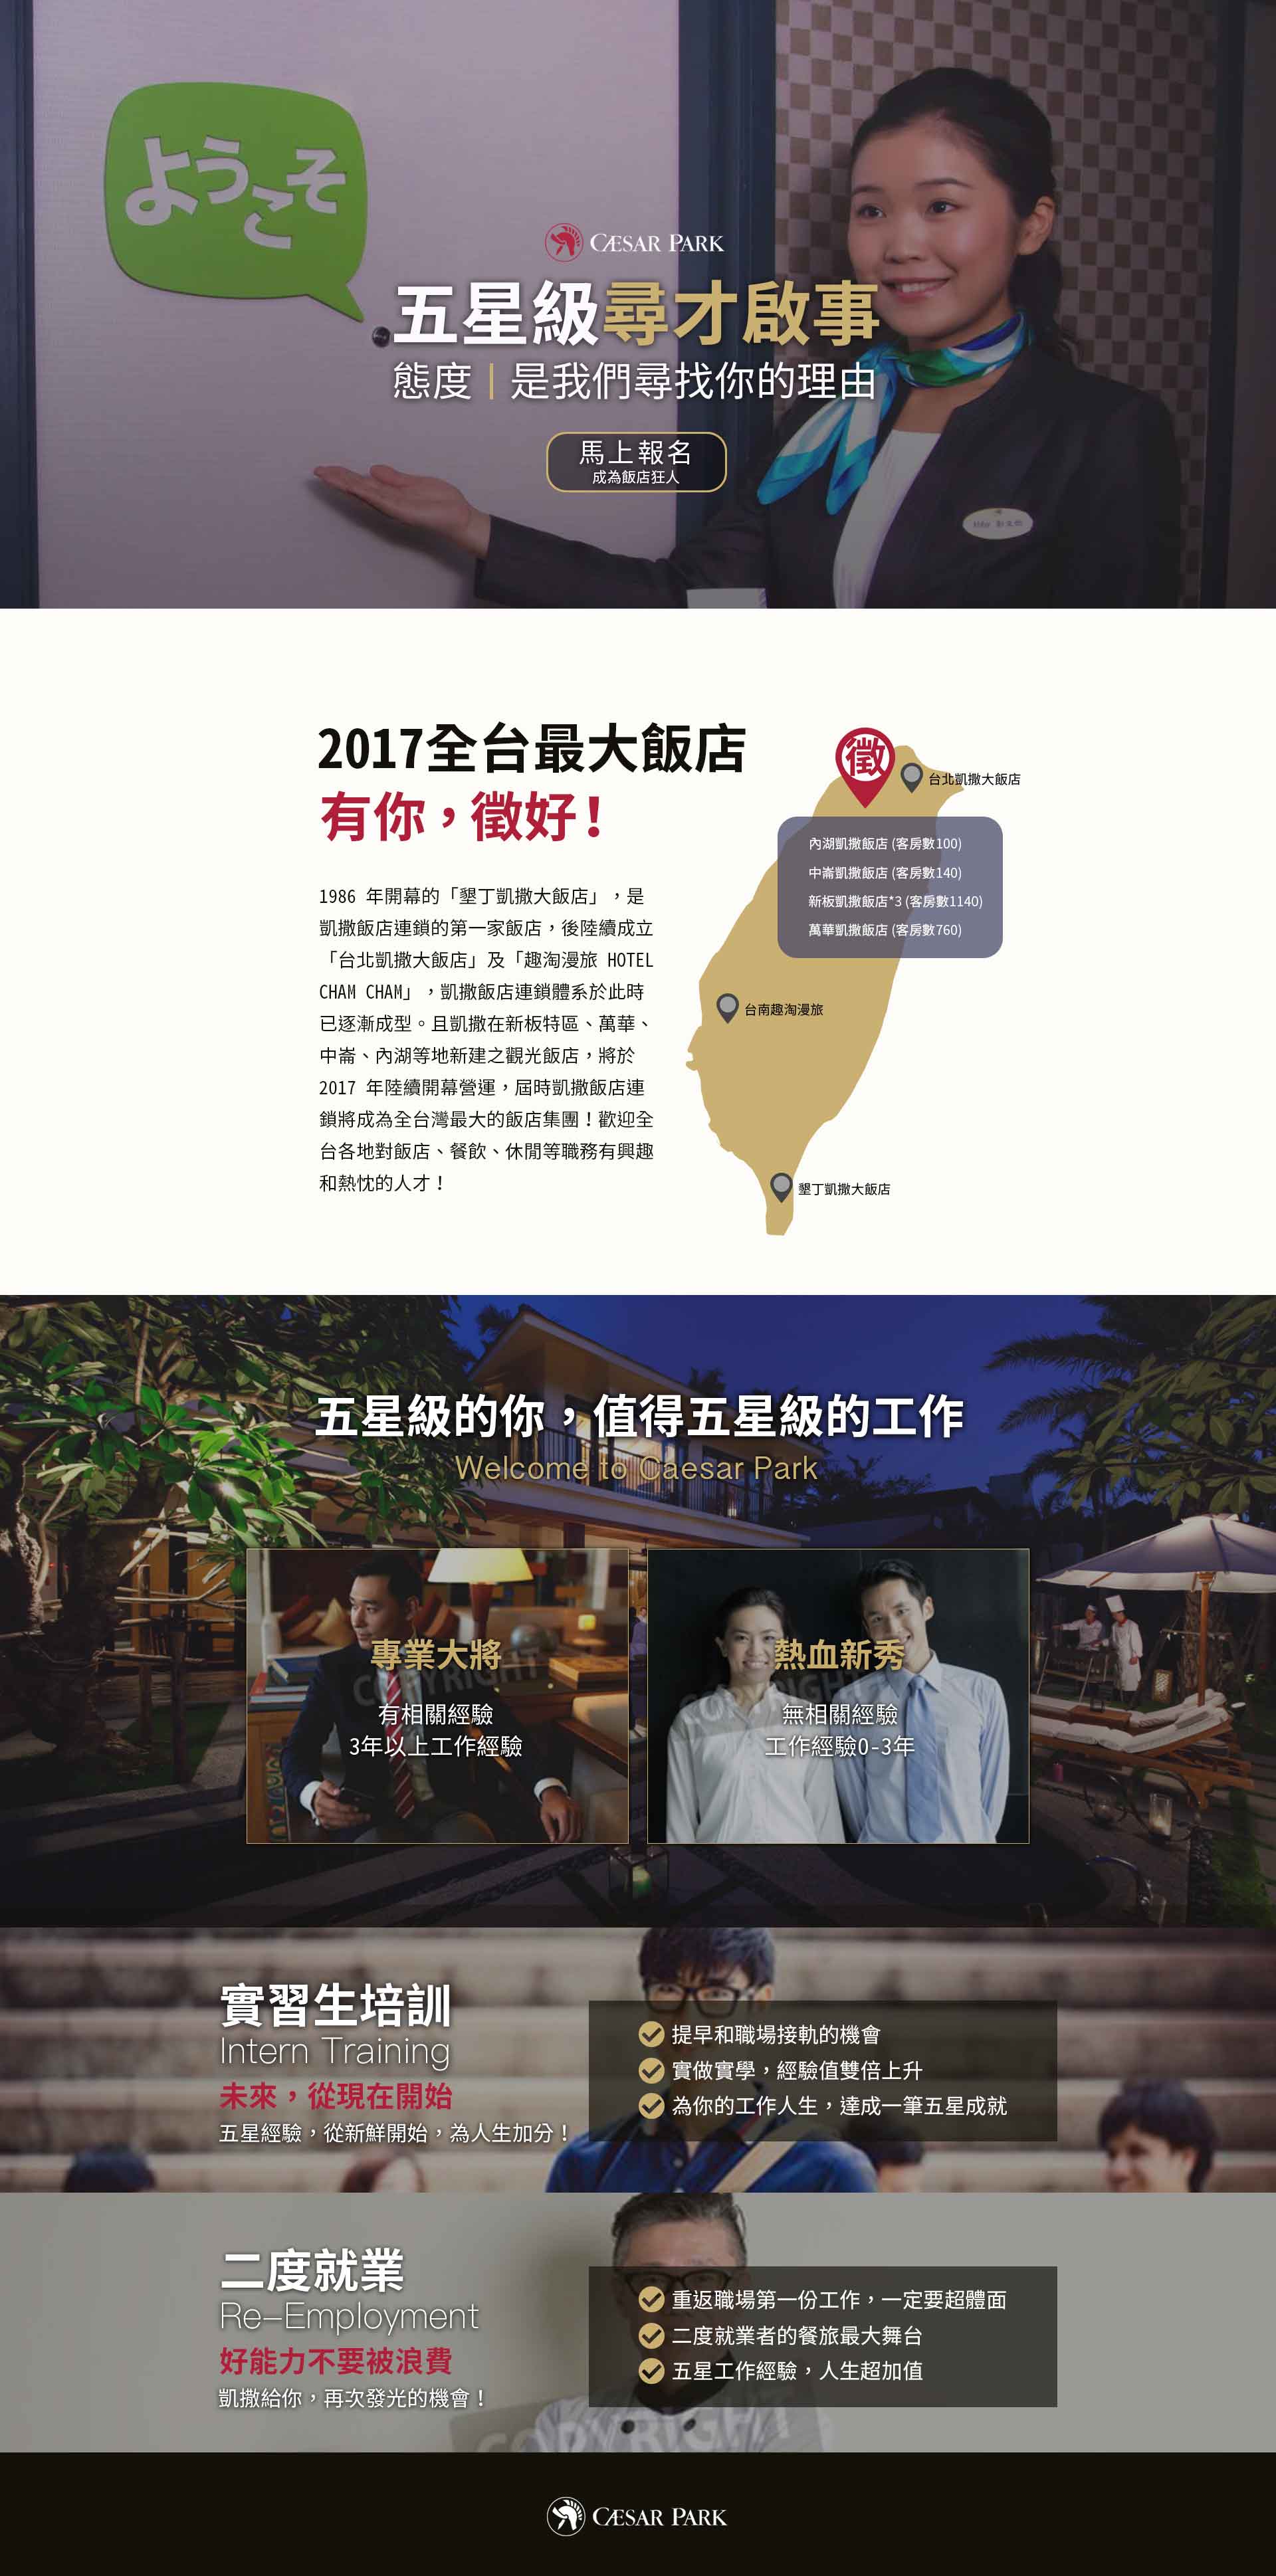 ようこそ
CÆSAR PARK
五星級尋才啟事
態度｜是我們尋找你的理由
馬上報名
成為飯店狂人
2017全台最大飯店
有你，徵好！
1986 年開幕的「墾丁凱撒大飯店」，是
凱撒飯店連鎖的第一家飯店，後陸續成立
「台北凱撒大飯店」及「趣淘漫旅 HOTEL
CHAM CHAM」，凱撒飯店連鎖體系於此時
已逐漸成型。且凱撒在新板特區、萬華、
中崙、內湖等地新建之觀光飯店，將於
2017 年陸續開幕營運，屆時凱撒飯店連
鎖將成為全台灣最大的飯店集團！歡迎全
台各地對飯店、餐飲、休閒等職務有興趣
和熱忱的人才！
徵
台北凱撒大飯店
內湖凱撒飯店 (客房數100)
中崙凱撒飯店 (客房數140)
新板凱撒飯店*3 (客房數1140)
萬華凱撒飯店 (客房數760)
台南趣淘漫旅
墾丁凱撒大飯店
五星級的你，值得五星級的工作
Welcome to Caesar Park
專業大將
有相關經驗
3年以上工作經驗
COPYRIGHT
熱血新秀
無相關經驗
工作經驗0-3年
COPYRIGHT
實習生培訓
Intern Training
未來，從現在開始
五星經驗，從新鮮開始，為人生加分！
提早和職場接軌的機會
實做實學，經驗值雙倍上升
為你的工作人生，達成一筆五星成就
二度就業
Re-Employment
好能力不要被浪費
凱撒給你，再次發光的機會！
重返職場第一份工作，一定要超體面
二度就業者的餐旅最大舞台
五星工作經驗，人生超加值
COPYRIGHT
CÆSAR PARK